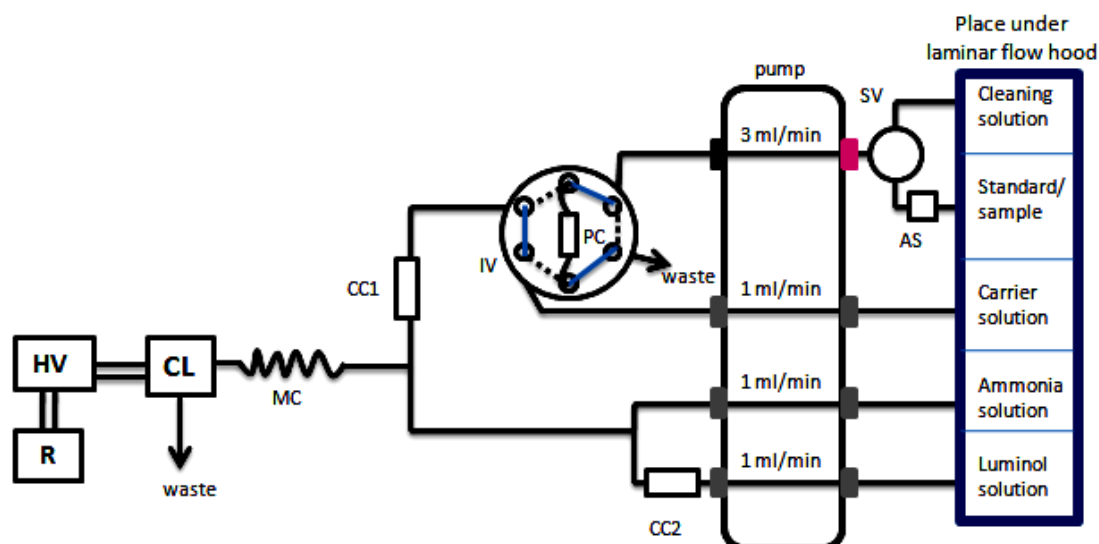 Place under
laminar flow hood
pump
SV
Cleaning
solution
3 ml/min
Standard/
sample
AS
PC
IV
waste
CC1
1 ml/min
Carrier
solution
HV
CL
MC
1 ml/min
Ammonia
solution
R
waste
1 ml/min
Luminol
solution
CC2